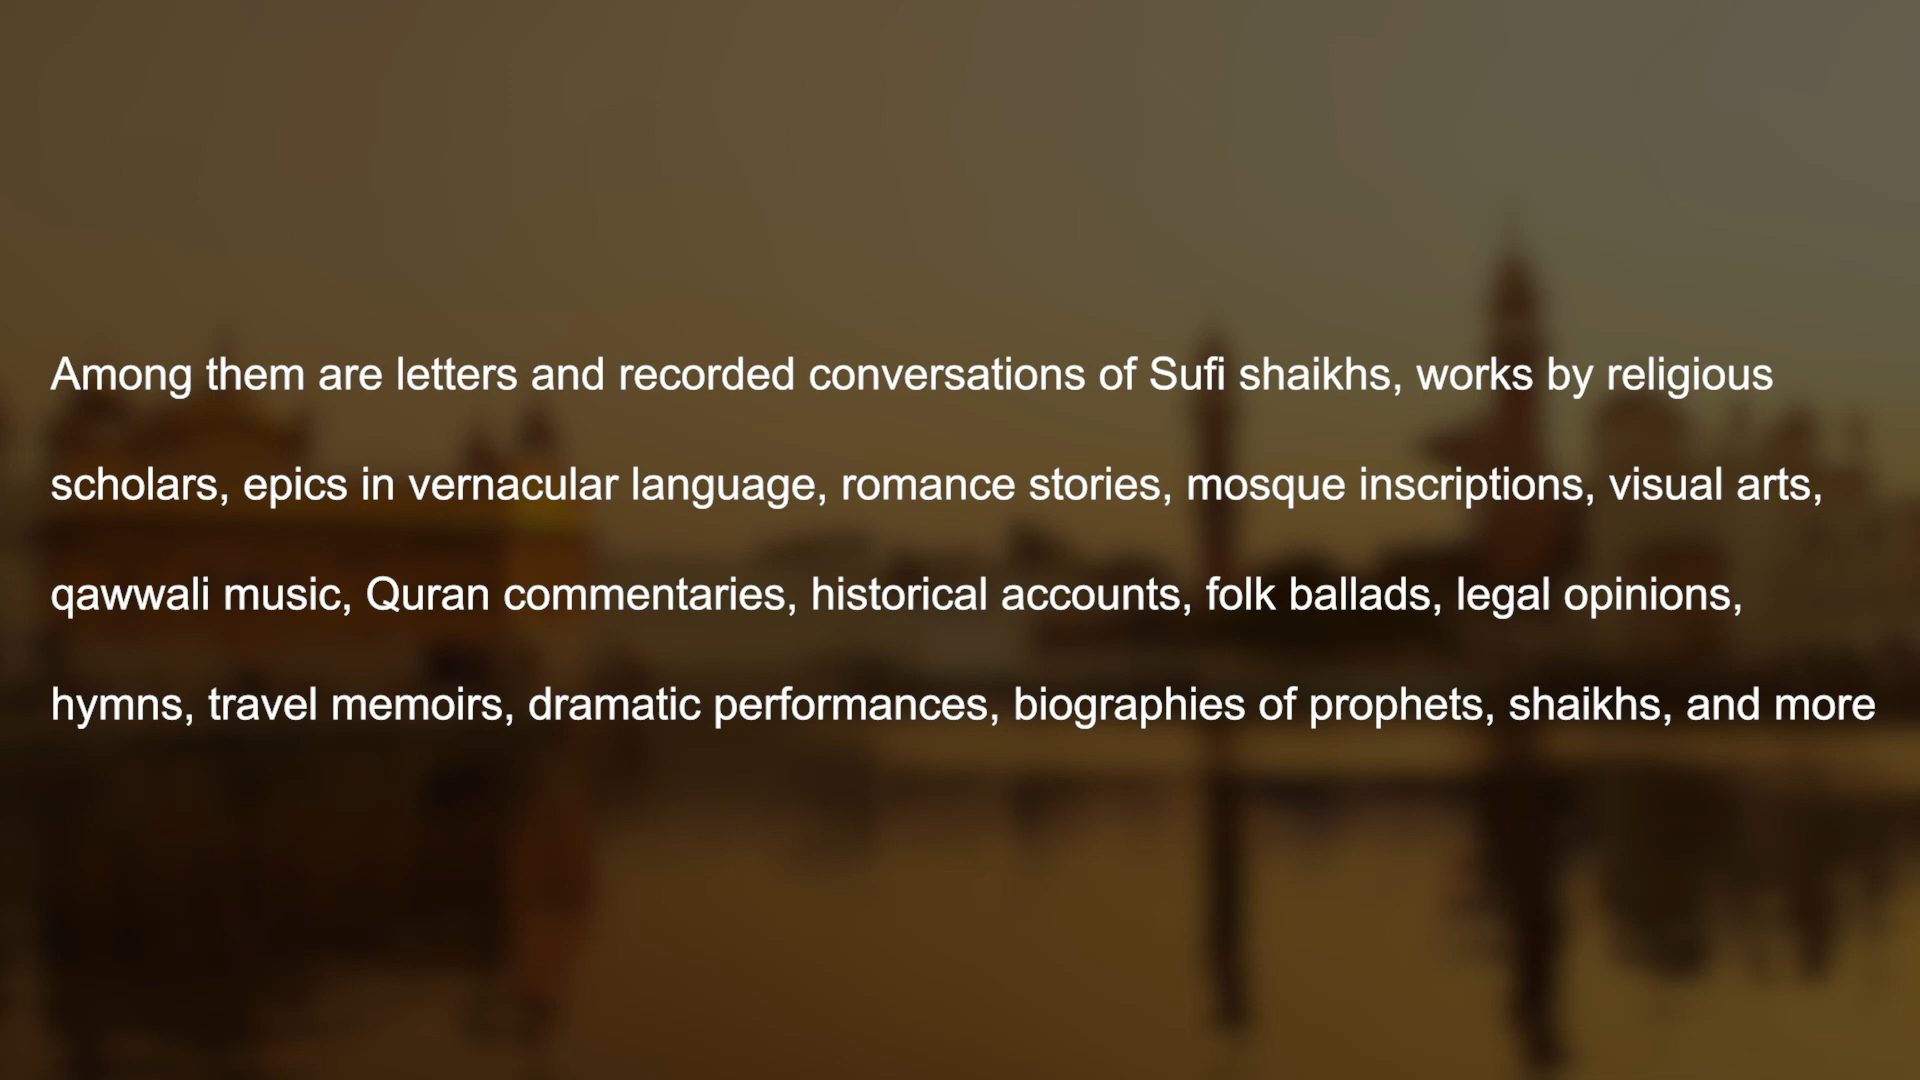 Among them are letters and recorded conversations of Sufi shaikhs, works by religious
scholars, epics in vernacular language, romance stories, mosque inscriptions, visual arts,
qawwali music, Quran commentaries, historical accounts, folk ballads, legal opinions,
hymns, travel memoirs, dramatic performances, biographies of prophets, shaikhs, and more